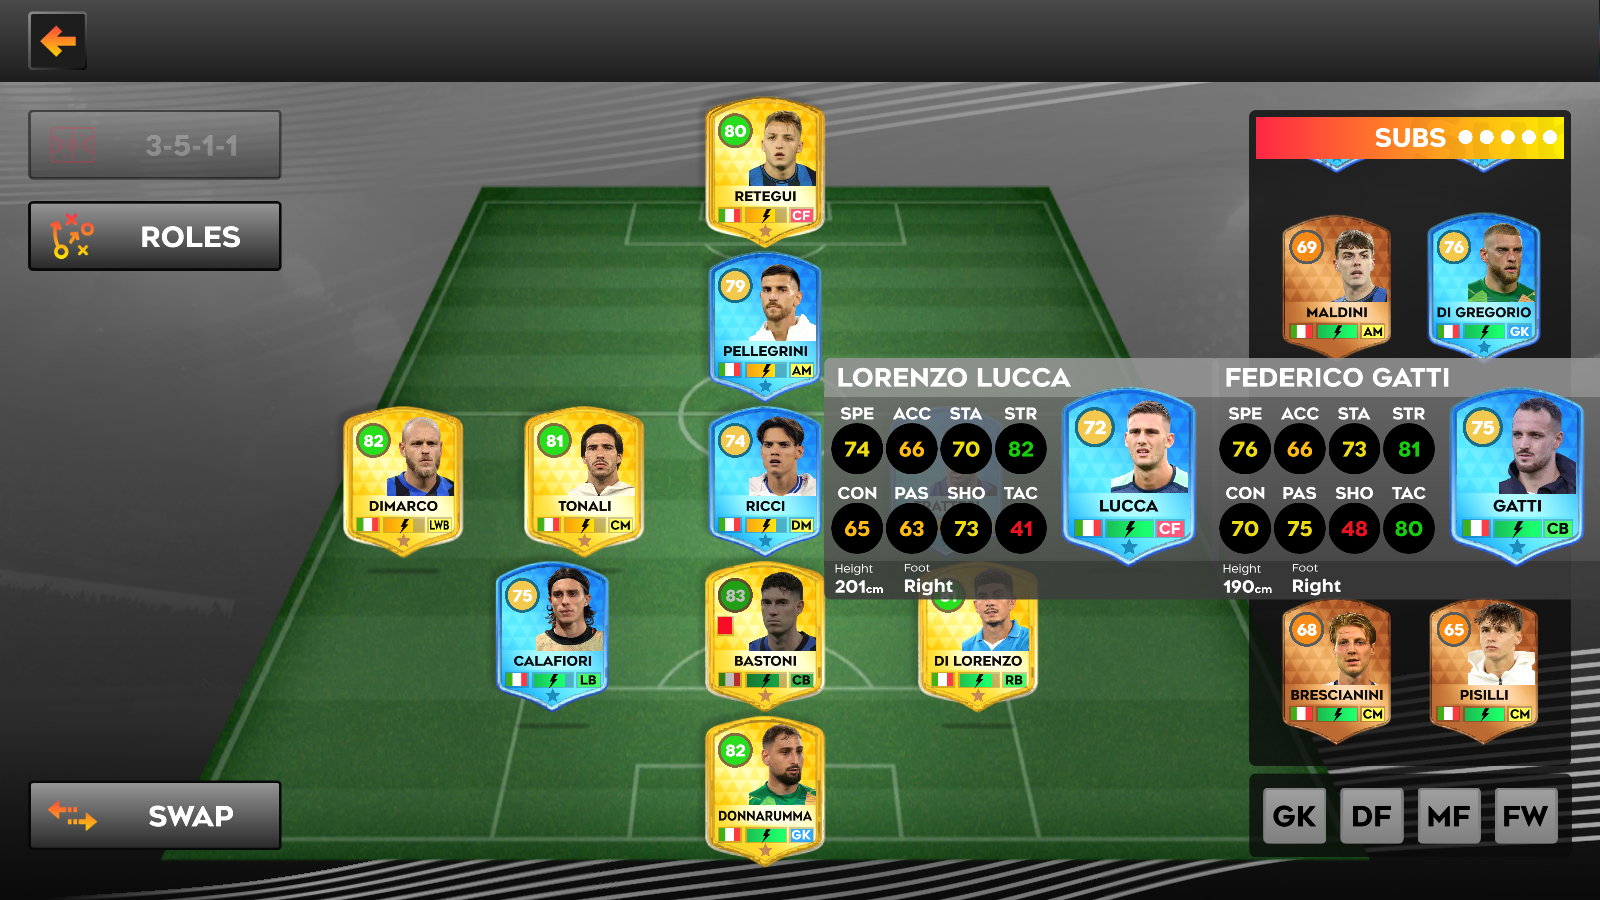 3-5-1-1
ROLES
SWAP
80
RETEGUI
CF
79
PELLEGRINI
AM
82
DIMARCO
LWB
81
TONALI
CM
74
RICCI
DM
75
CALAFIORI
LB
83
BASTONI
CB
DI LORENZO
RB
82
DONNARUMMA
GK
LORENZO LUCCA
SPE ACC STA STR
74 66 70 82
CON PAS SHO TAC
65 63 73 41
Height Foot
201cm Right
72
LUCCA
CF
FEDERICO GATTI
SPE ACC STA STR
76 66 73 81
CON PAS SHO TAC
70 75 48 80
Height Foot
190cm Right
75
GATTI
CB
SUBS
69
MALDINI
AM
76
DI GREGORIO
GK
68
BRESCIANINI
CM
65
PISILLI
CM
GK DF MF FW